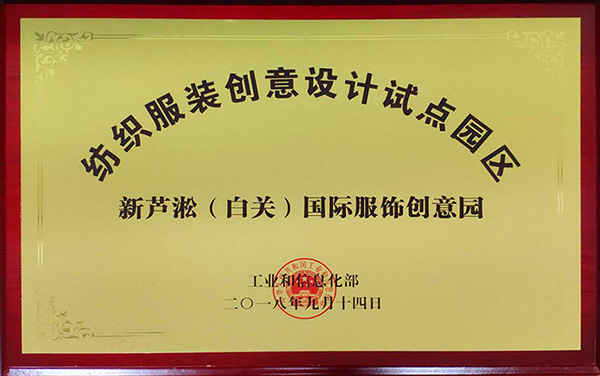 纺织服装创意设计试点园区
新芦淞（白关）国际服饰创意园
工业和信息化部
二〇一八年九月十四日